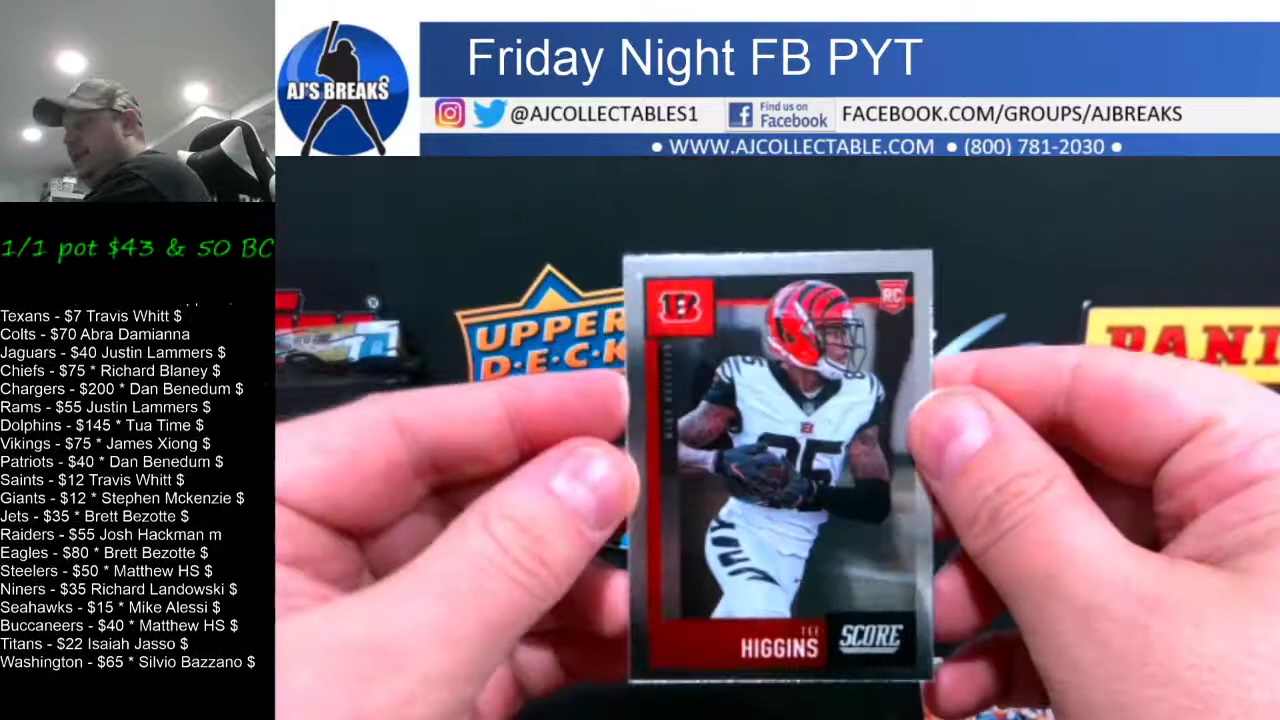 Friday Night FB PYT
AJ'S BREAKS
@AJCOLLECTABLES1
Find us on
Facebook
FACEBOOK.COM/GROUPS/AJBREAKS
• WWW.AJCOLLECTABLE.COM • (800) 781-2030 •
1/1 pot $43 & 50 BC
Texans - $7 Travis Whitt $
Colts - $70 Abra Damianna
Jaguars - $40 Justin Lammers $
Chiefs - $75 * Richard Blaney $
Chargers - $200 * Dan Benedum $
Rams - $55 Justin Lammers $
Dolphins - $145 * Tua Time $
Vikings - $75 * James Xiong $
Patriots - $40 * Dan Benedum $
Saints - $12 Travis Whitt $
Giants - $12 * Stephen Mckenzie $
Jets - $35 * Brett Bezotte $
Raiders - $55 Josh Hackman m
Eagles - $80 * Brett Bezotte $
Steelers - $50 * Matthew HS $
Niners - $35 Richard Landowski $
Seahawks - $15 * Mike Alessi $
Buccaneers - $40 * Matthew HS $
Titans - $22 Isaiah Jasso $
Washington - $65 * Silvio Bazzano $
UPPER
D·E·C·K
PANI
B
RC
85
TEE
HIGGINS
SCORE